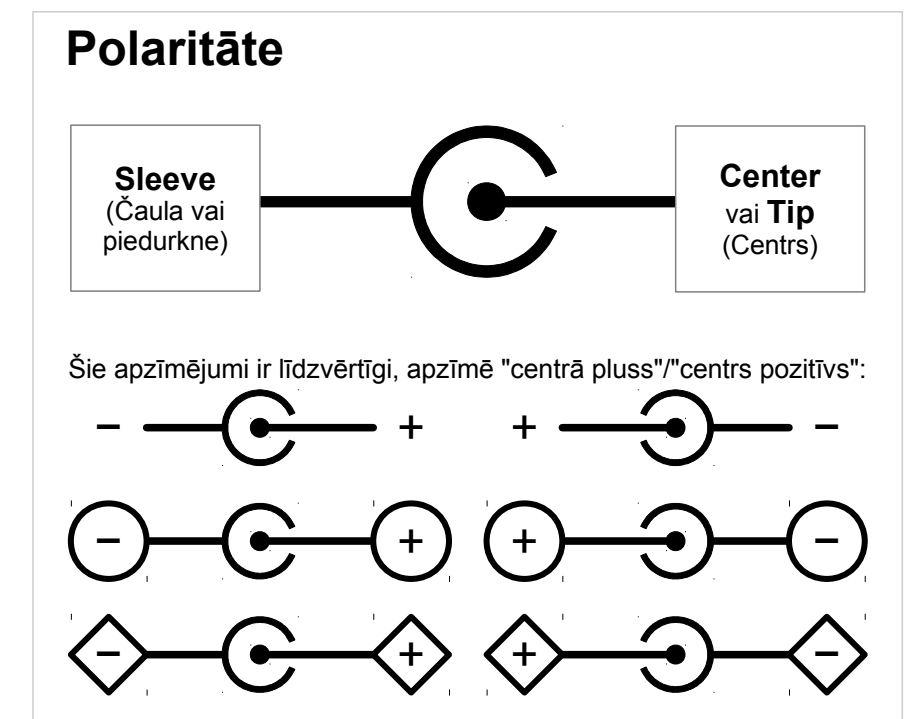 Polaritāte
Sleeve
(Čaula vai
piedurkne)
Center
vai Tip
(Centrs)
Šie apzīmējumi ir līdzvērtīgi, apzīmē "centrā pluss"/"centrs pozitīvs":
− + + −
− + + −
− + + −